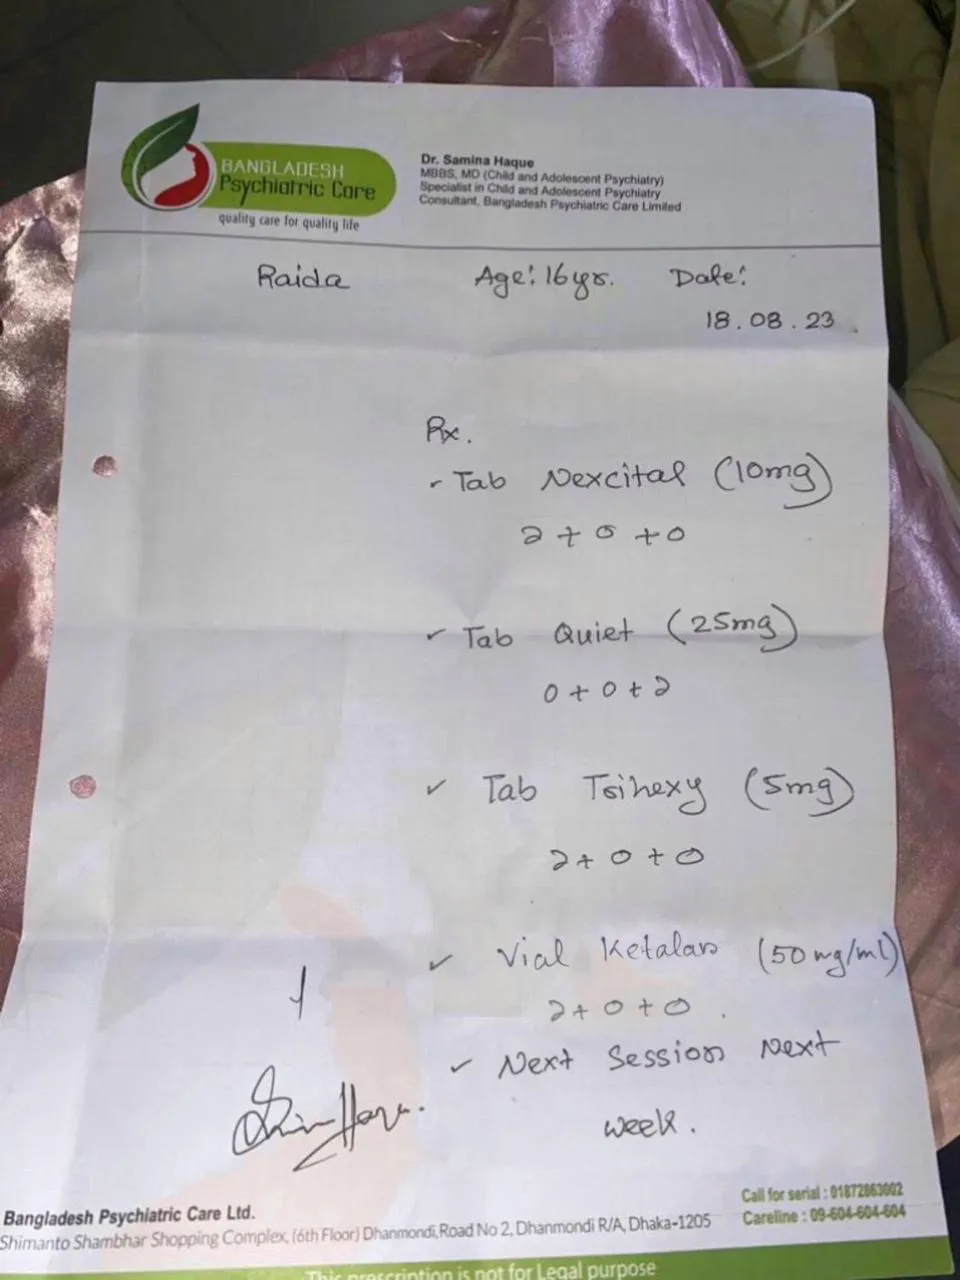 BANGLADESH
Psychiatric Care
quality care for quality life
Dr. Samina Haque
MBBS, MD (Child and Adolescent Psychiatry)
Specialist in Child and Adolescent Psychiatry
Consultant, Bangladesh Psychiatric Care Limited
Raida Age: 16yrs. Date:
18.08.23.
Rx.
Tab Nexcital (10mg)
2+0+0
Tab Quiet (25mg)
0+0+2
Tab Trihexy (5mg)
2+0+0
Vial Ketalar (50mg/ml)
2+0+0.
Next Session Next
week.
Call for serial : 01872863002
Careline : 09-604-604-604
Bangladesh Psychiatric Care Ltd.
Shimanto Shambhar Shopping Complex, (6th Floor) Dhanmondi, Road No 2, Dhanmondi R/A, Dhaka-1205
This prescription is not for Legal purpose